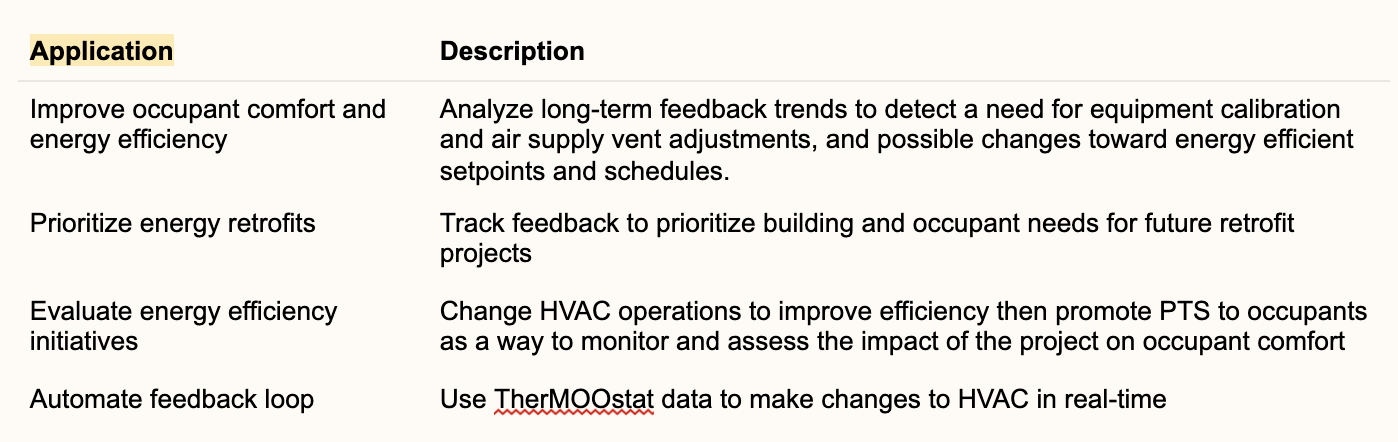 Application Description
Improve occupant comfort and
energy efficiency
Analyze long-term feedback trends to detect a need for equipment calibration
and air supply vent adjustments, and possible changes toward energy efficient
setpoints and schedules.
Prioritize energy retrofits
Track feedback to prioritize building and occupant needs for future retrofit
projects
Evaluate energy efficiency
initiatives
Change HVAC operations to improve efficiency then promote PTS to occupants
as a way to monitor and assess the impact of the project on occupant comfort
Automate feedback loop
Use TherMOOstat data to make changes to HVAC in real-time